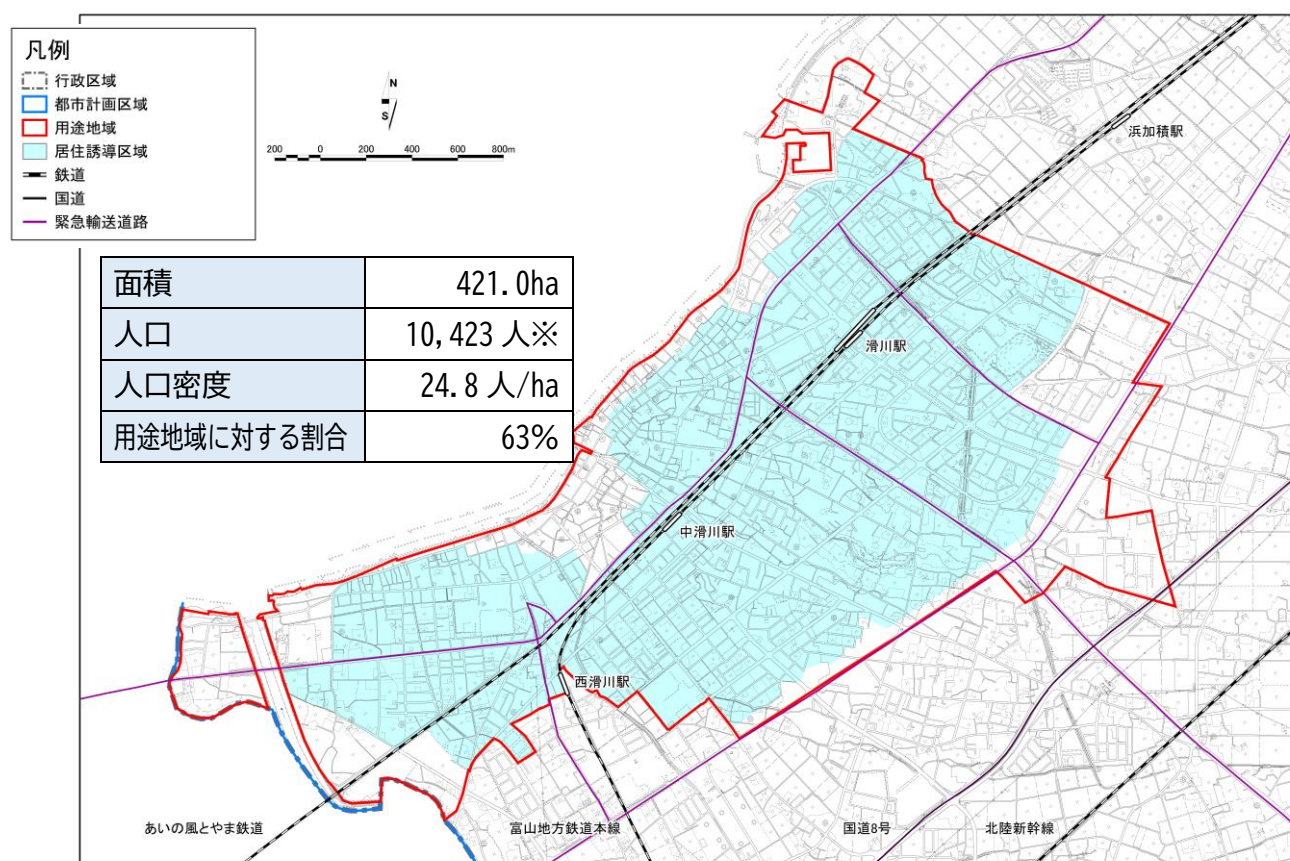 凡例
行政区域
都市計画区域
用途地域
居住誘導区域
鉄道
国道
緊急輸送道路
N
S
200 0 200 400 600 800m
面積 421.0ha
人口 10,423 人※
人口密度 24.8 人/ha
用途地域に対する割合 63%
浜加積駅
滑川駅
中滑川駅
西滑川駅
あいの風とやま鉄道
富山地方鉄道本線
国道8号
北陸新幹線